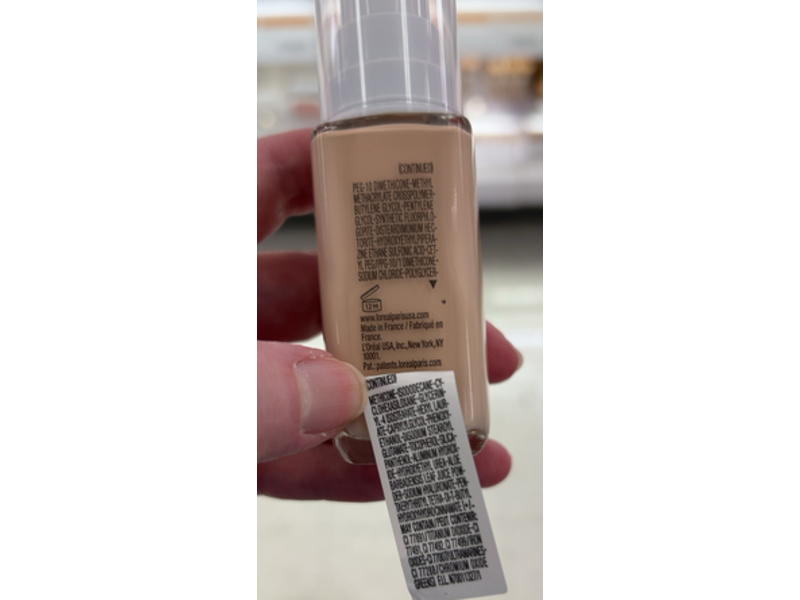 (CONTINUED)
PEG-10 DIMETHICONE-METHYL
METHACRYLATE CROSSPOLYMER-
BUTYLENE GLYCOL-PENTYLENE
GLYCOL-SYNTHETIC FLUORPHLO-
GOPITE-DISTEARDIMONIUM HEC-
TORITE-HYDROXYETHYLPIPERA-
ZINE ETHANE SULFONIC ACID-CET-
YL PEG/PPG-10/1 DIMETHICONE-
SODIUM CHLORIDE-POLYGLYCER-
12 M
www.lorealparisusa.com
Made in France / Fabriqué en
France.
L'Oréal USA, Inc., New York, NY
10001.
Pat.: patents.lorealparis.com
(CONTINUED)
METHICONE-ISODODECANE-CY-
CLOHEXASILOXANE-GLYCERIN-
YL-4 ISOSTEARATE-HEXYL LAUR-
ATE-CAPRYLYL GLYCOL-PHENOXY-
ETHANOL-DISODIUM STEAROYL
GLUTAMATE-TOCOPHEROL-SILICA-
PANTHENOL-ALUMINUM HYDROX-
IDE-HYDROXYETHYL UREA-ALOE
BARBADENSIS LEAF JUICE POW-
DER-SODIUM HYALURONATE-PEN-
TAERYTHRITYL TETRA-DI-T-BUTYL
HYDROXYHYDROCINNAMATE [+/-
MAY CONTAIN/PEUT CONTENIR:
CI 77891/TITANIUM DIOXIDE-CI
77491, CI 77492, CI 77499/IRON
OXIDES-CI 77007/ULTRAMARINES-
CI 77288/CHROMIUM OXIDE
GREENS]. F.I.L.